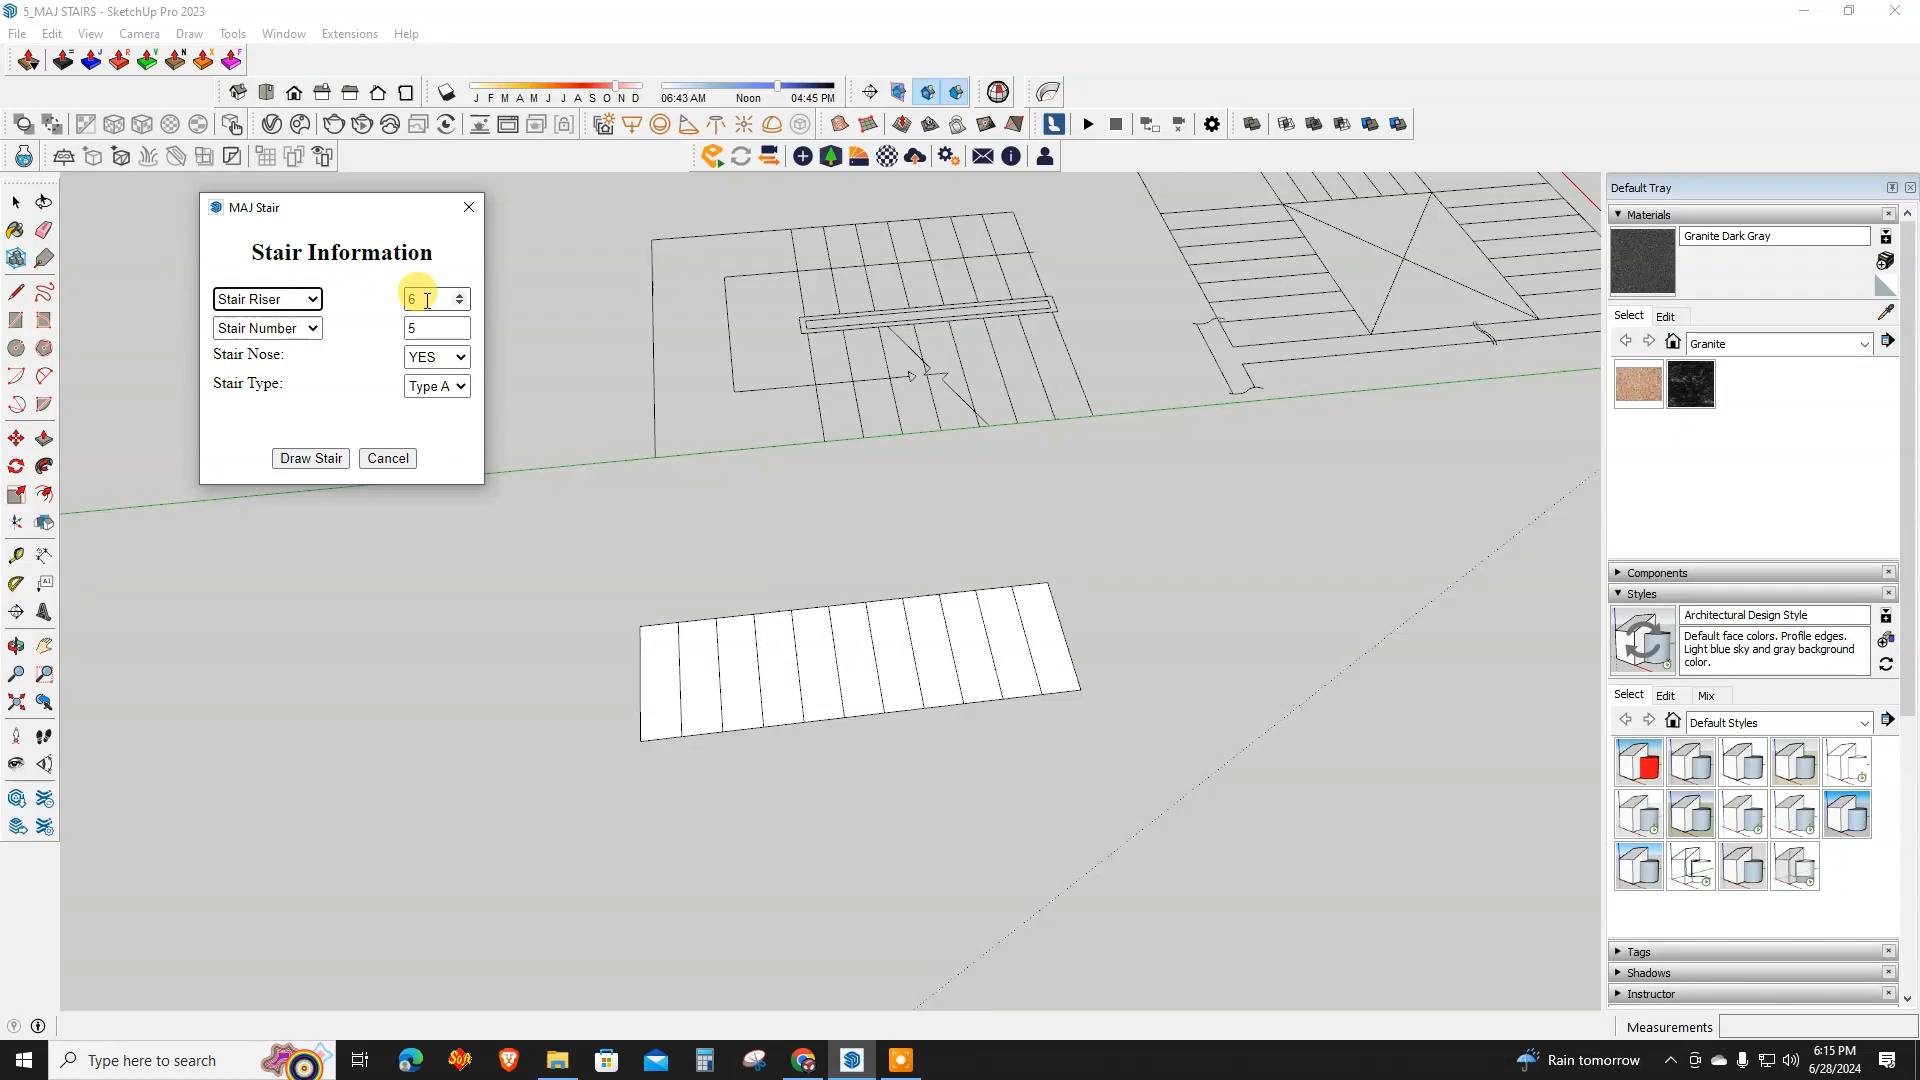 5_MAJ STAIRS - SketchUp Pro 2023
File Edit View Camera Draw Tools Window Extensions Help
J F M A M J J A S O N D
06:43 AM Noon 04:45 PM
Default Tray
Materials
Granite Dark Gray
Select Edit
Granite
MAJ Stair
Stair Information
Stair Riser 6
Stair Number 5
Stair Nose: YES
Stair Type: Type A
Draw Stair Cancel
Components
Styles
Architectural Design Style
Default face colors. Profile edges.
Light blue sky and gray background
color.
Select Edit Mix
Default Styles
Tags
Shadows
Instructor
Measurements
Type here to search
Rain tomorrow
6:15 PM
6/28/2024